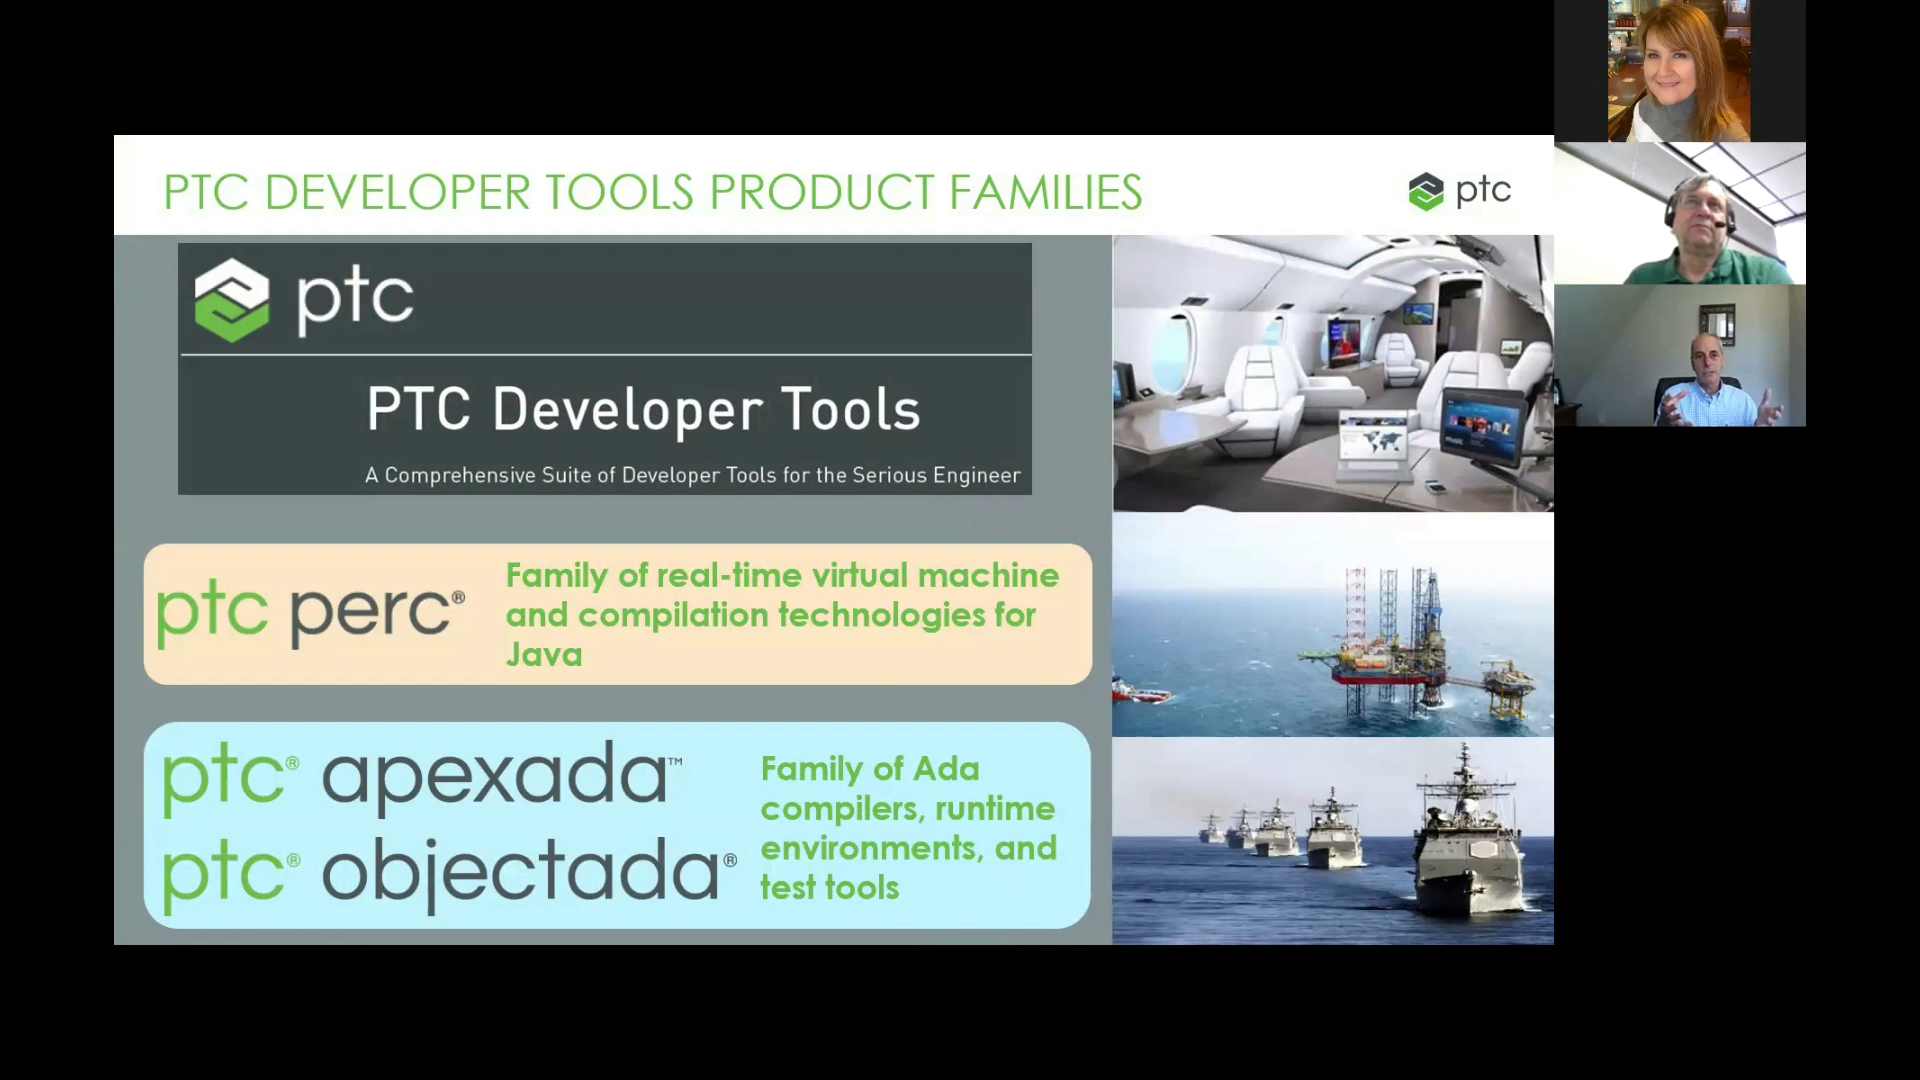 PTC DEVELOPER TOOLS PRODUCT FAMILIES
ptc
ptc
PTC Developer Tools
A Comprehensive Suite of Developer Tools for the Serious Engineer
ptc perc®
Family of real-time virtual machine
and compilation technologies for
Java
ptc® apexada™
ptc® objectada®
Family of Ada
compilers, runtime
environments, and
test tools